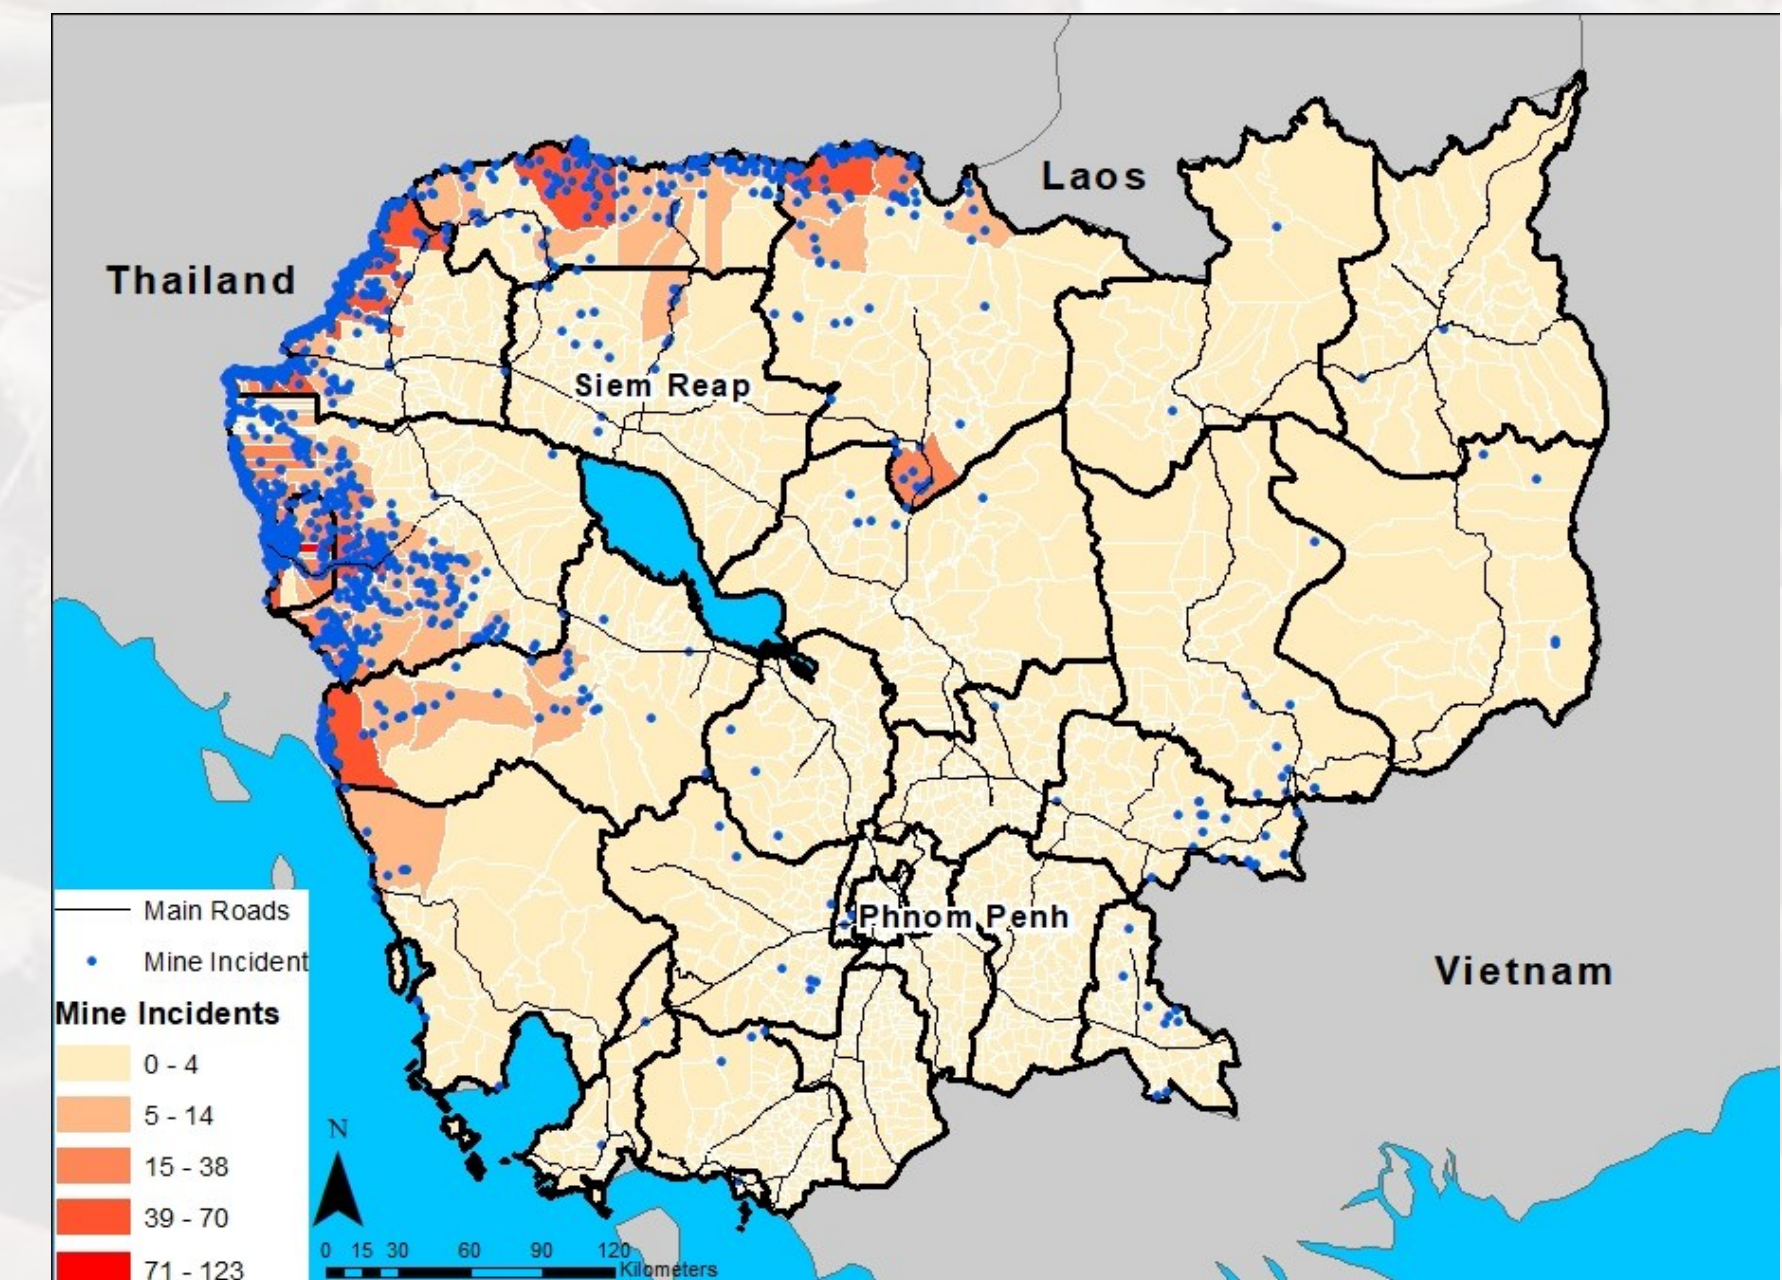 Laos
Thailand
Siem Reap
Phnom Penh
Vietnam
Main Roads
Mine Incident
Mine Incidents
0 - 4
5 - 14
15 - 38
39 - 70
71 - 123
N
0 15 30 60 90 120
Kilometers